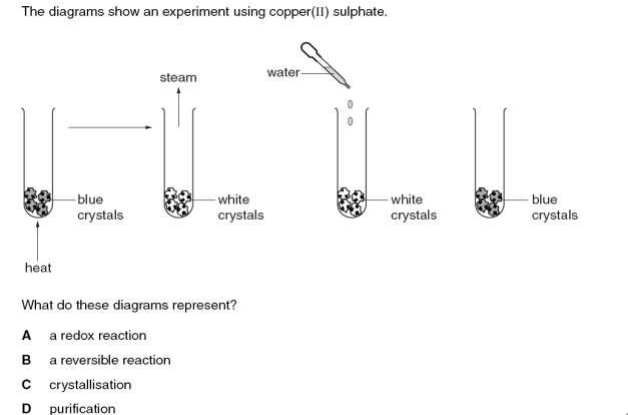 The diagrams show an experiment using copper(II) sulphate.
steam
water
blue
crystals
white
crystals
white
crystals
blue
crystals
heat
What do these diagrams represent?
A a redox reaction
B a reversible reaction
C crystallisation
D purification